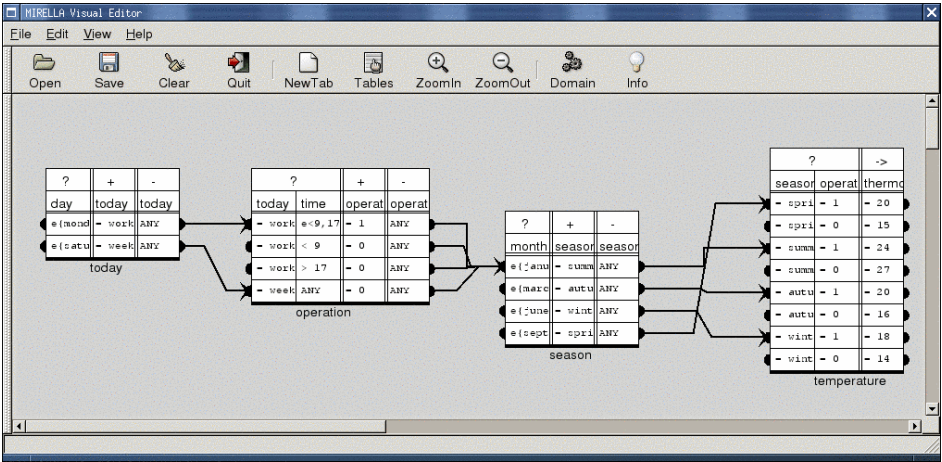 MIRELLA Visual Editor
File Edit View Help
Open Save Clear Quit NewTab Tables ZoomIn ZoomOut Domain Info
? + -
day today today
e{mond - work ANY
e{satu - week ANY
today
? + -
today time operat operat
- work e<9,17 - 1 ANY
- work < 9 - 0 ANY
- work > 17 - 0 ANY
- week ANY - 0 ANY
operation
? + -
month season season
e{janu - summ ANY
e{marc - autu ANY
e{june - wint ANY
e{sept - spri ANY
season
? ->
season operat thermo
- spri - 1 - 20
- spri - 0 - 15
- summ - 1 - 24
- summ - 0 - 27
- autu - 1 - 20
- autu - 0 - 16
- wint - 1 - 18
- wint - 0 - 14
temperature